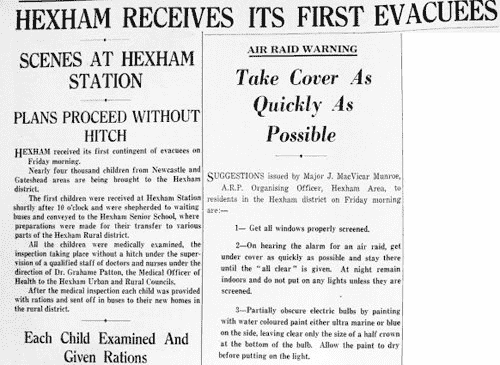 HEXHAM RECEIVES ITS FIRST EVACUEES
SCENES AT HEXHAM
STATION
PLANS PROCEED WITHOUT
HITCH
HEXHAM received its first contingent of evacuees on
Friday morning.
Nearly four thousand children from Newcastle and
Gateshead areas are being brought to the Hexham
district.
The first children were received at Hexham Station
shortly after 10 o'clock and were shepherded to waiting
buses and conveyed to the Hexham Senior School, where
preparations were made for their transfer to various
parts of the Hexham Rural district.
All the children were medically examined, the
inspection taking place without a hitch under the super-
vision of a qualified staff of doctors and nurses under the
direction of Dr. Grahame Patton, the Medical Officer of
Health to the Hexham Urban and Rural Councils.
After the medical inspection each child was provided
with rations and sent off in buses to their new homes in
the rural district.
Each Child Examined And
Given Rations
AIR RAID WARNING
Take Cover As
Quickly As
Possible
SUGGESTIONS issued by Major J. MacVicar Munroe,
A.R.P. Organising Officer, Hexham Area, to
residents in the Hexham district on Friday morning
are:—
1— Get all windows properly screened.
2—On hearing the alarm for an air raid, get
under cover as quickly as possible and stay there
until the "all clear" is given. At night remain
indoors and do not put on any lights unless they are
screened.
3—Partially obscure electric bulbs by painting
with water coloured paint either ultra marine or blue
on the side, leaving clear only the size of a half crown
at the bottom of the bulb. Allow the paint to dry
before putting on the light.